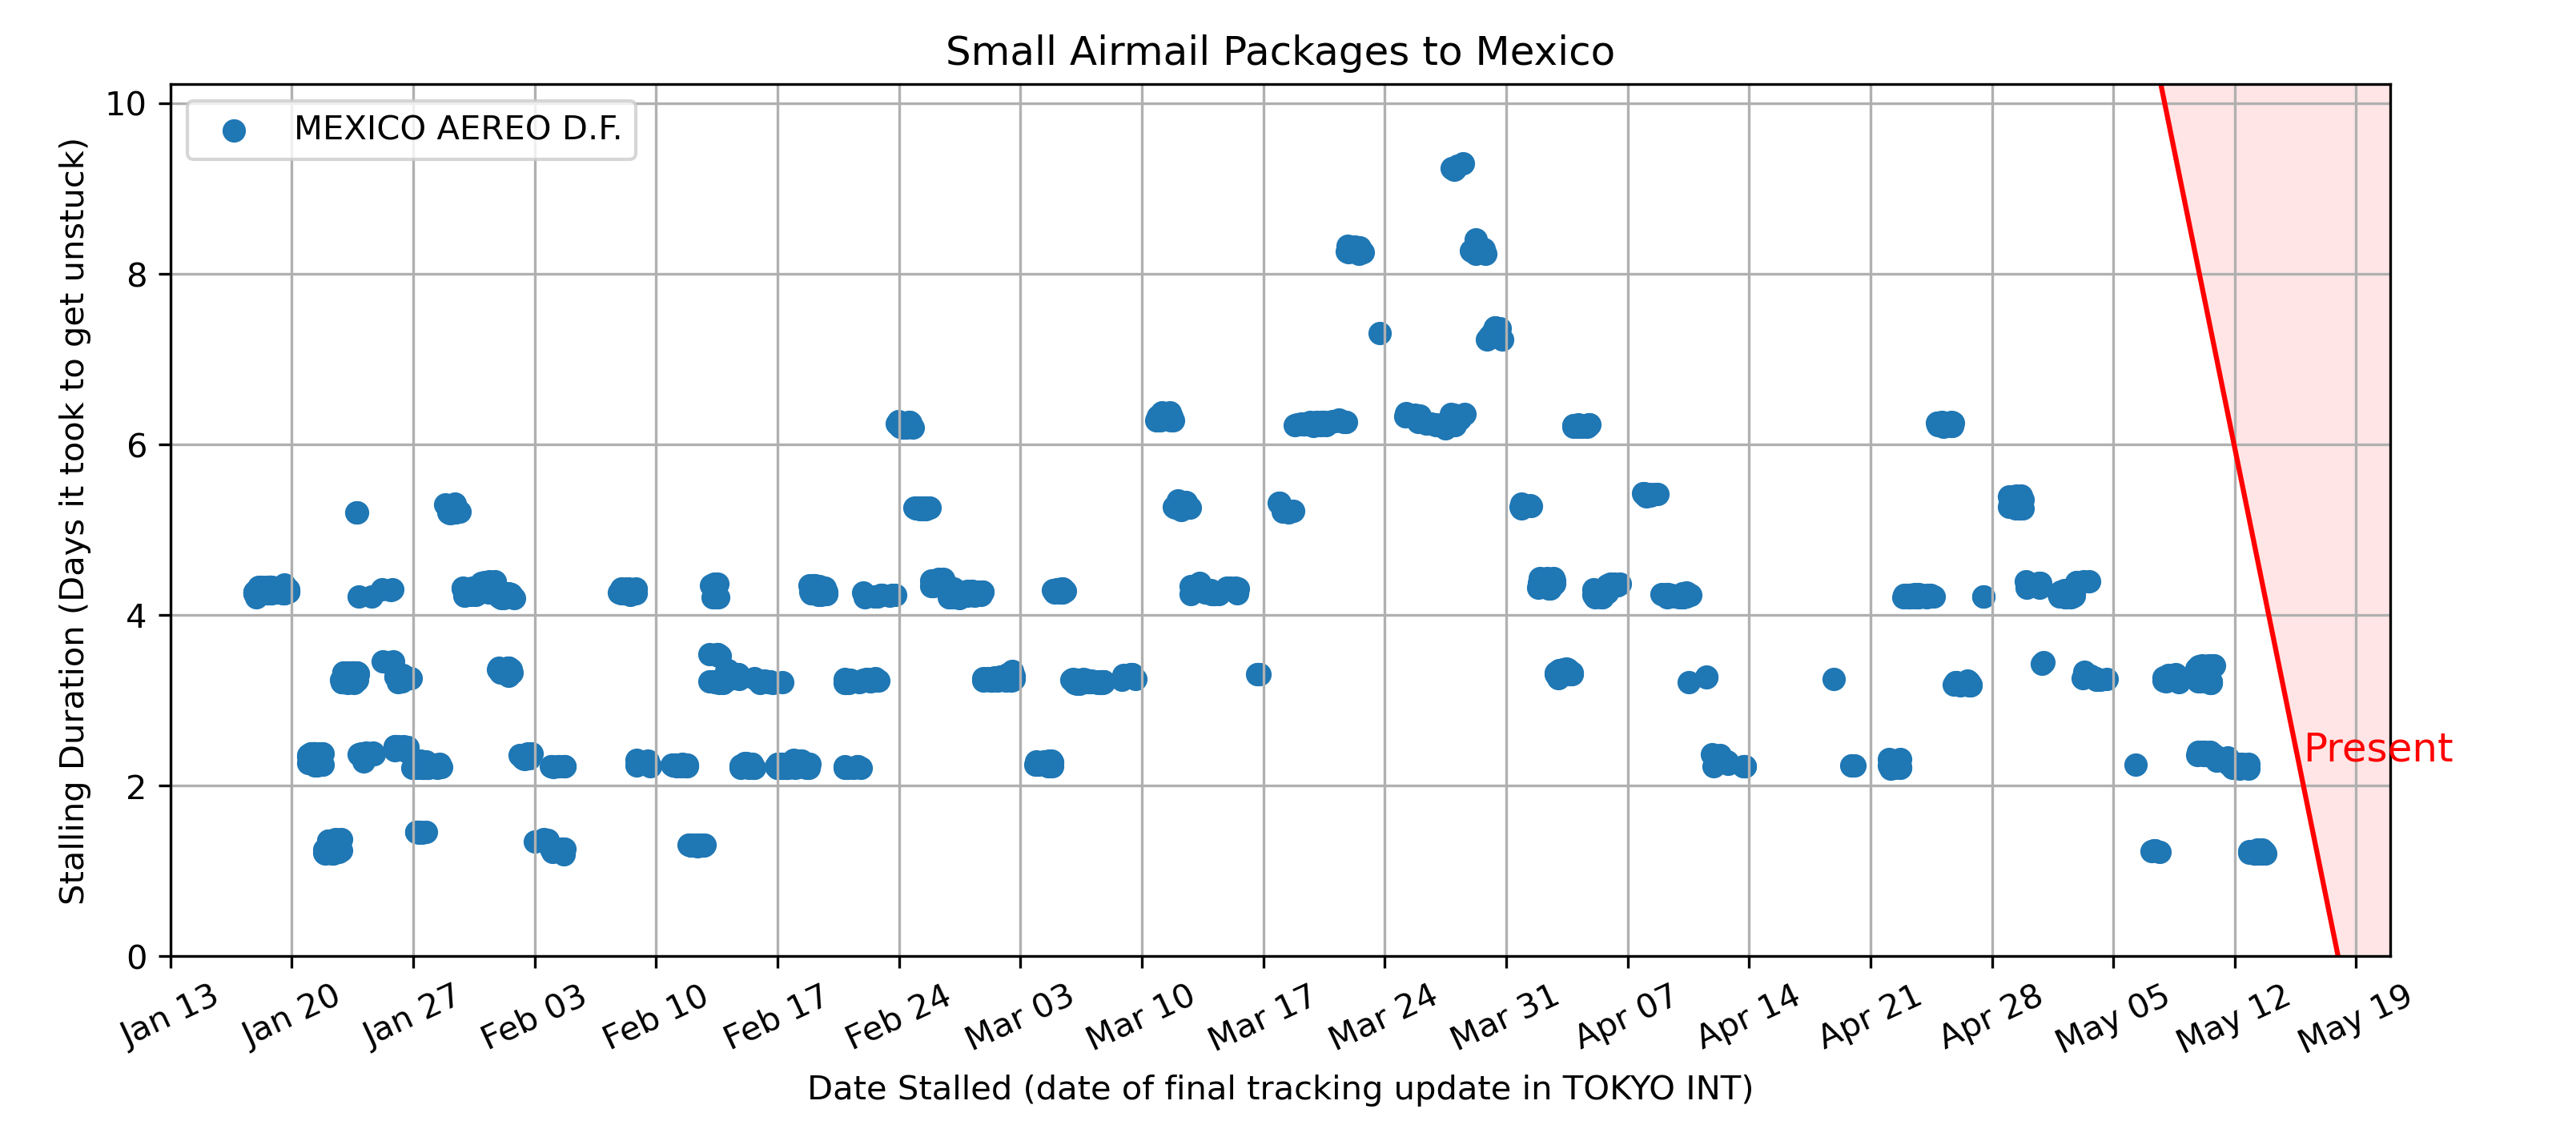 Small Airmail Packages to Mexico
MEXICO AEREO D.F.
Stalling Duration (Days it took to get unstuck)
10
8
6
4
2
0
Present
Jan 13
Jan 20
Jan 27
Feb 03
Feb 10
Feb 17
Feb 24
Mar 03
Mar 10
Mar 17
Mar 24
Mar 31
Apr 07
Apr 14
Apr 21
Apr 28
May 05
May 12
May 19
Date Stalled (date of final tracking update in TOKYO INT)